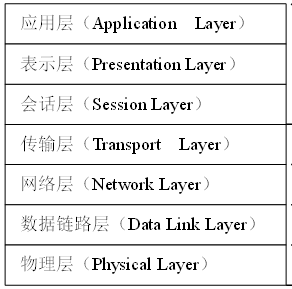 应用层（Application Layer）
表示层（Presentation Layer）
会话层（Session Layer）
传输层（Transport Layer）
网络层（Network Layer）
数据链路层（Data Link Layer）
物理层（Physical Layer）